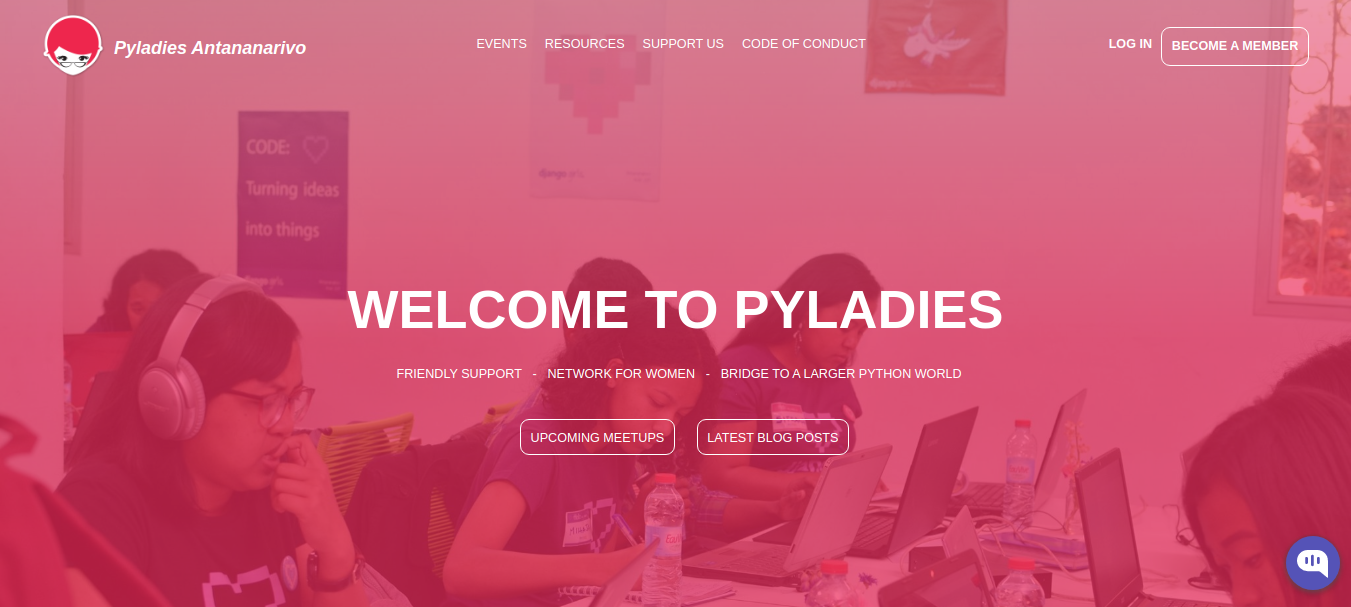 Pyladies Antananarivo
EVENTS RESOURCES SUPPORT US CODE OF CONDUCT
LOG IN BECOME A MEMBER
CODE:
Turning ideas
into things
WELCOME TO PYLADIES
FRIENDLY SUPPORT - NETWORK FOR WOMEN - BRIDGE TO A LARGER PYTHON WORLD
UPCOMING MEETUPS LATEST BLOG POSTS